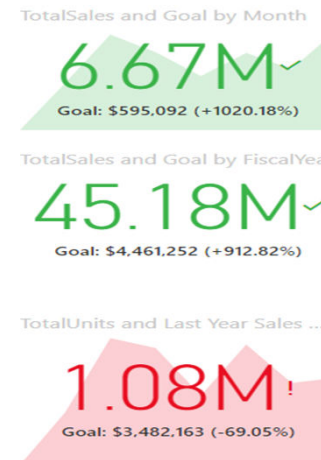 TotalSales and Goal by Month
6.67M
Goal: $595,092 (+1020.18%)
TotalSales and Goal by FiscalYea
45.18M
Goal: $4,461,252 (+912.82%)
TotalUnits and Last Year Sales ...
1.08M!
Goal: $3,482,163 (-69.05%)